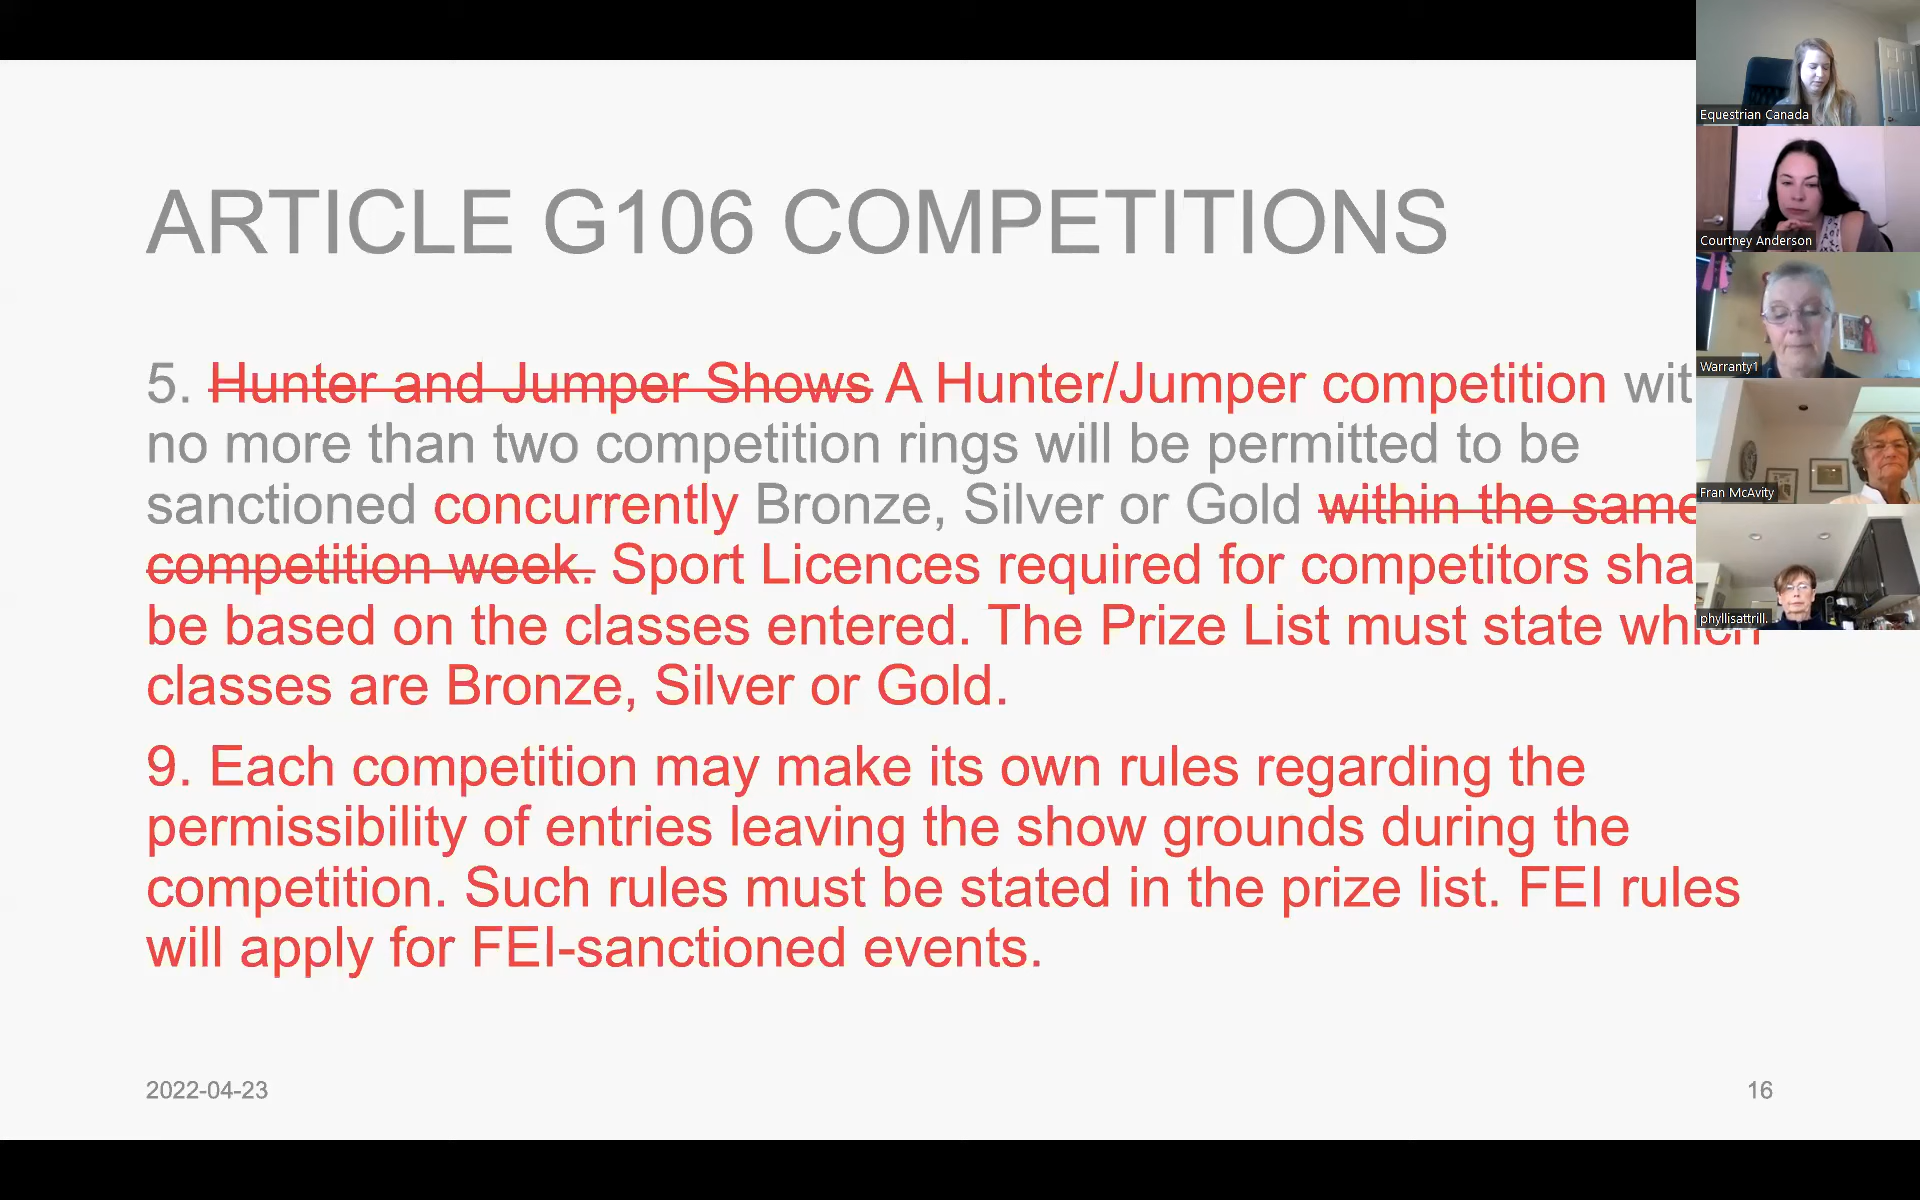 ARTICLE G106 COMPETITIONS
5. Hunter and Jumper Shows A Hunter/Jumper competition
no more than two competition rings will be permitted to be
sanctioned concurrently Bronze, Silver or Gold within the same
competition week. Sport Licences required for competitors
be based on the classes entered. The Prize List must state which
classes are Bronze, Silver or Gold.
9. Each competition may make its own rules regarding the
permissibility of entries leaving the show grounds during the
competition. Such rules must be stated in the prize list. FEI rules
will apply for FEI-sanctioned events.
2022-04-23
16
Equestrian Canada
Courtney Anderson
Warranty1
Fran McAvity
phyllisattrill.